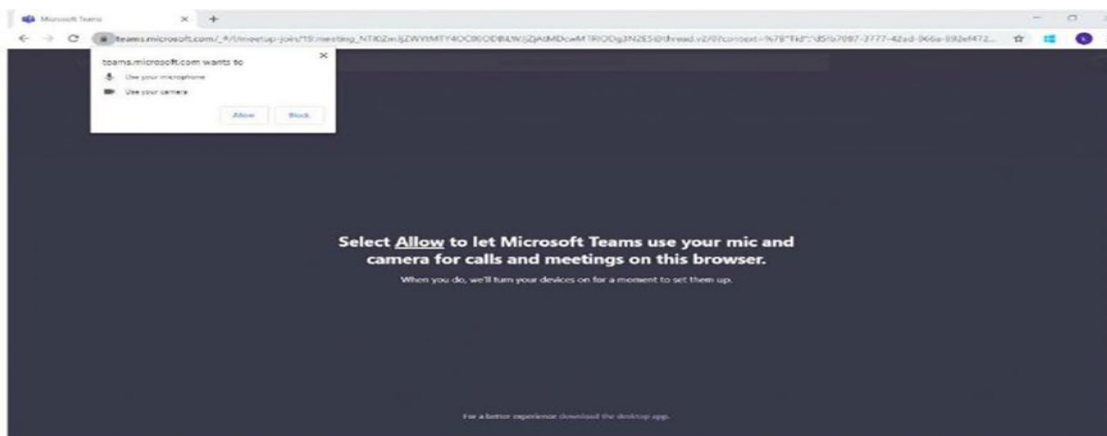 Microsoft Teams
teams.microsoft.com wants to
Use your microphone
Use your camera
Allow Block
Select Allow to let Microsoft Teams use your mic and
camera for calls and meetings on this browser.
When you do, we'll turn your devices on for a moment to set them up.
For a better experience download the desktop app.